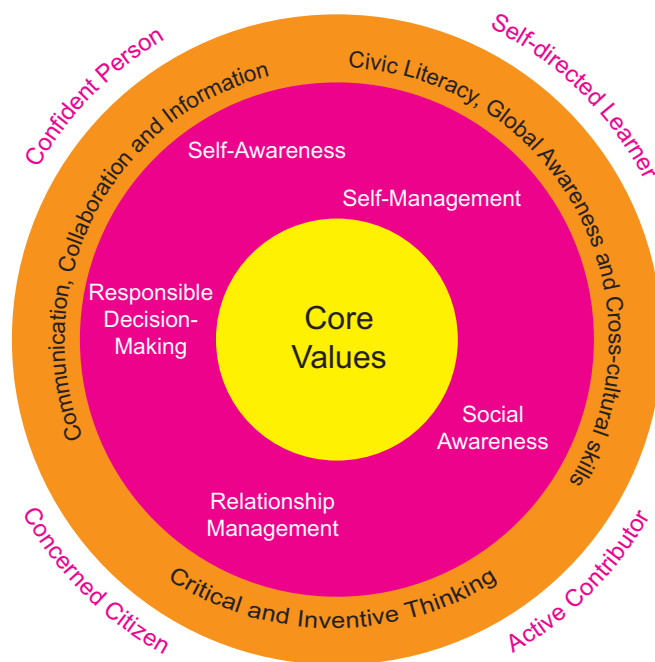 Confident Person
Self-directed Learner
Communication, Collaboration and Information
Civic Literacy, Global Awareness and Cross-cultural skills
Self-Awareness
Self-Management
Responsible
Decision-
Making
Core
Values
Social
Awareness
Relationship
Management
Critical and Inventive Thinking
Concerned Citizen
Active Contributor